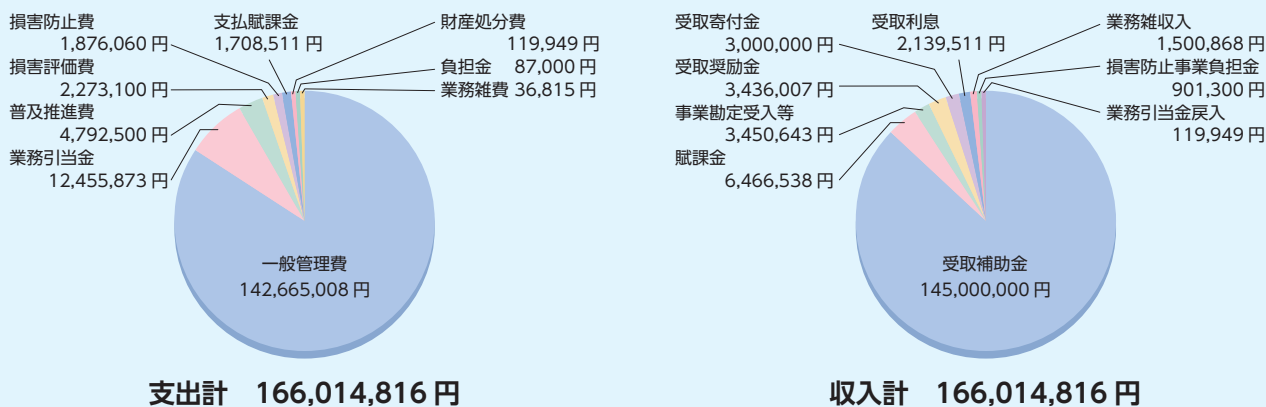 損害防止費
1,876,060 円
損害評価費
2,273,100 円
普及推進費
4,792,500 円
業務引当金
12,455,873 円
支払賦課金
1,708,511 円
財産処分費
119,949 円
負担金 87,000 円
業務雑費 36,815 円
一般管理費
142,665,008 円
支出計 166,014,816 円
受取寄付金
3,000,000 円
受取奨励金
3,436,007 円
事業勘定受入等
3,450,643 円
賦課金
6,466,538 円
受取利息
2,139,511 円
業務雑収入
1,500,868 円
損害防止事業負担金
901,300 円
業務引当金戻入
119,949 円
受取補助金
145,000,000 円
収入計 166,014,816 円